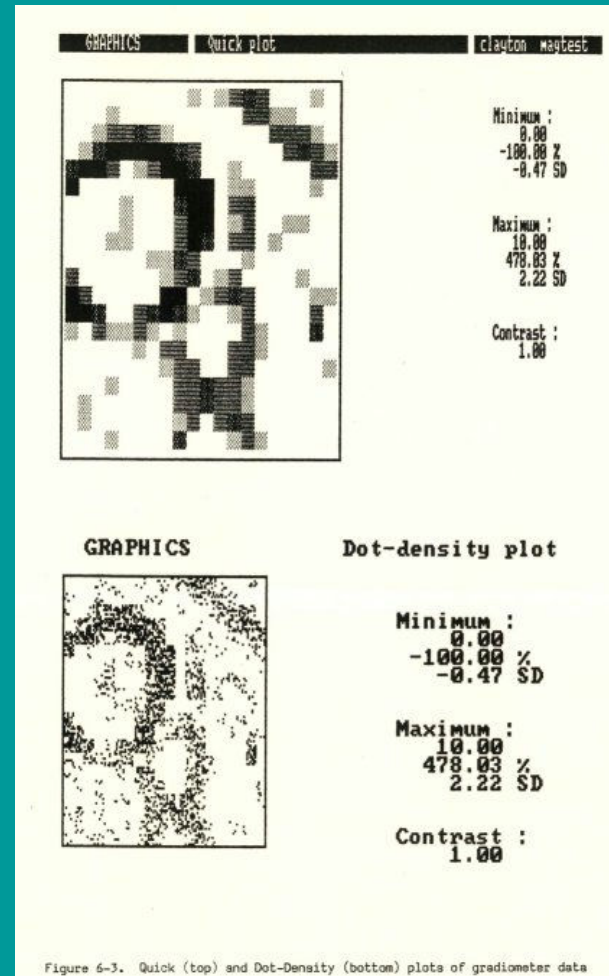 GRAPHICS Quick plot clayton magtest
Minimum :
0.00
-100.00 %
-0.47 SD
Maximum :
10.00
478.03 %
2.22 SD
Contrast :
1.00
GRAPHICS Dot-density plot
Minimum :
0.00
-100.00 %
-0.47 SD
Maximum :
10.00
478.03 %
2.22 SD
Contrast :
1.00
Figure 6-3. Quick (top) and Dot-Density (bottom) plots of gradiometer data